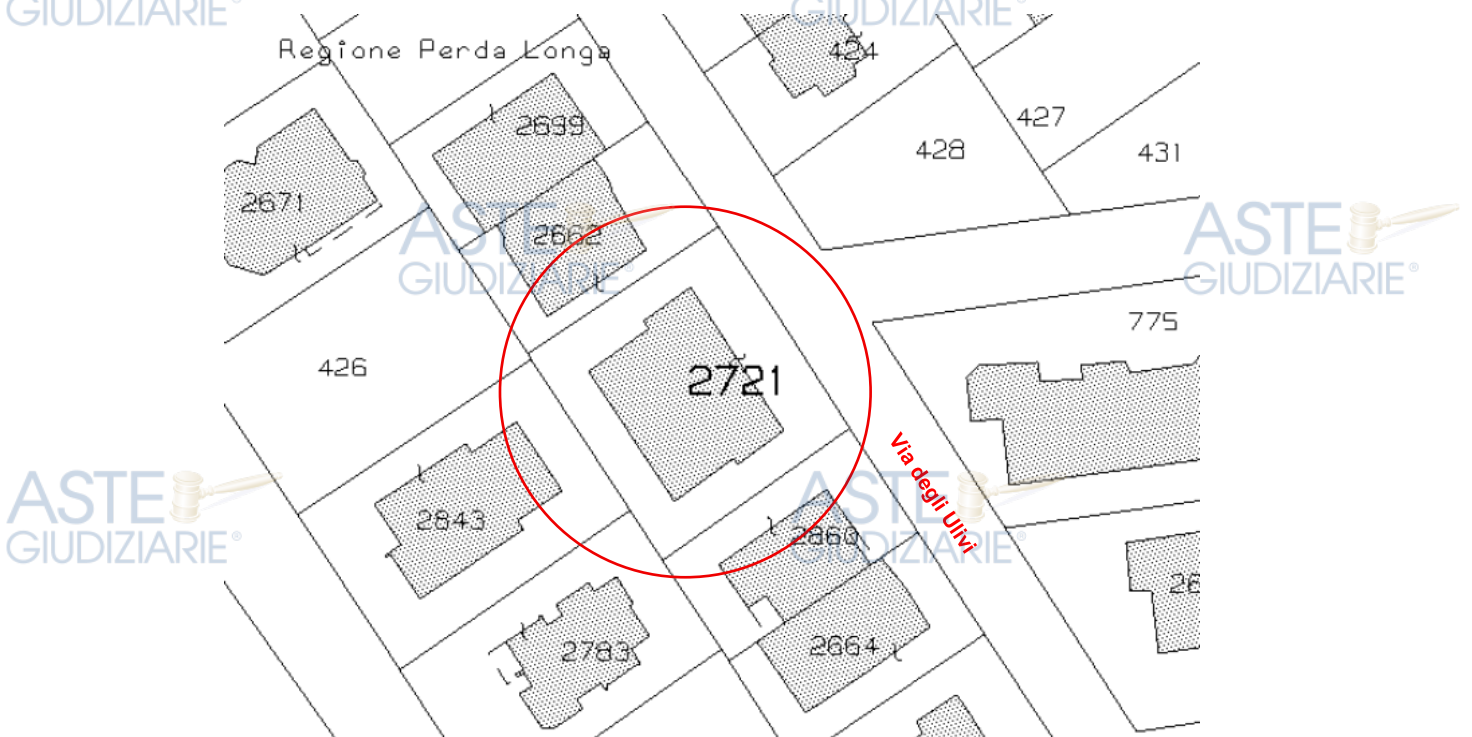 GIUDIZIARIE®
GIUDIZIARIE®
Regione Perda Longa
424
2699
427
428
431
2671
ASTE
GIUDIZIARIE®
2662
ASTE
GIUDIZIARIE®
775
426
2721
Via degli Ulivi
ASTE
GIUDIZIARIE®
2843
ASTE
GIUDIZIARIE®
2860
26
2783
2664